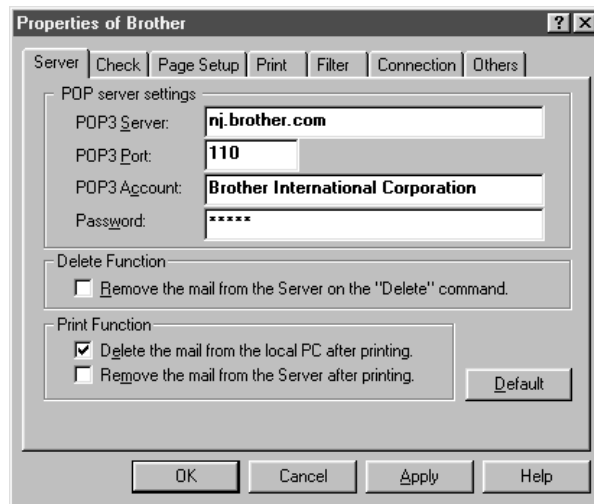 Properties of Brother
Server Check Page Setup Print Filter Connection Others
POP server settings
POP3 Server: nj.brother.com
POP3 Port: 110
POP3 Account: Brother International Corporation
Password: *****
Delete Function
Remove the mail from the Server on the "Delete" command.
Print Function
Delete the mail from the local PC after printing.
Remove the mail from the Server after printing.
Default
OK Cancel Apply Help